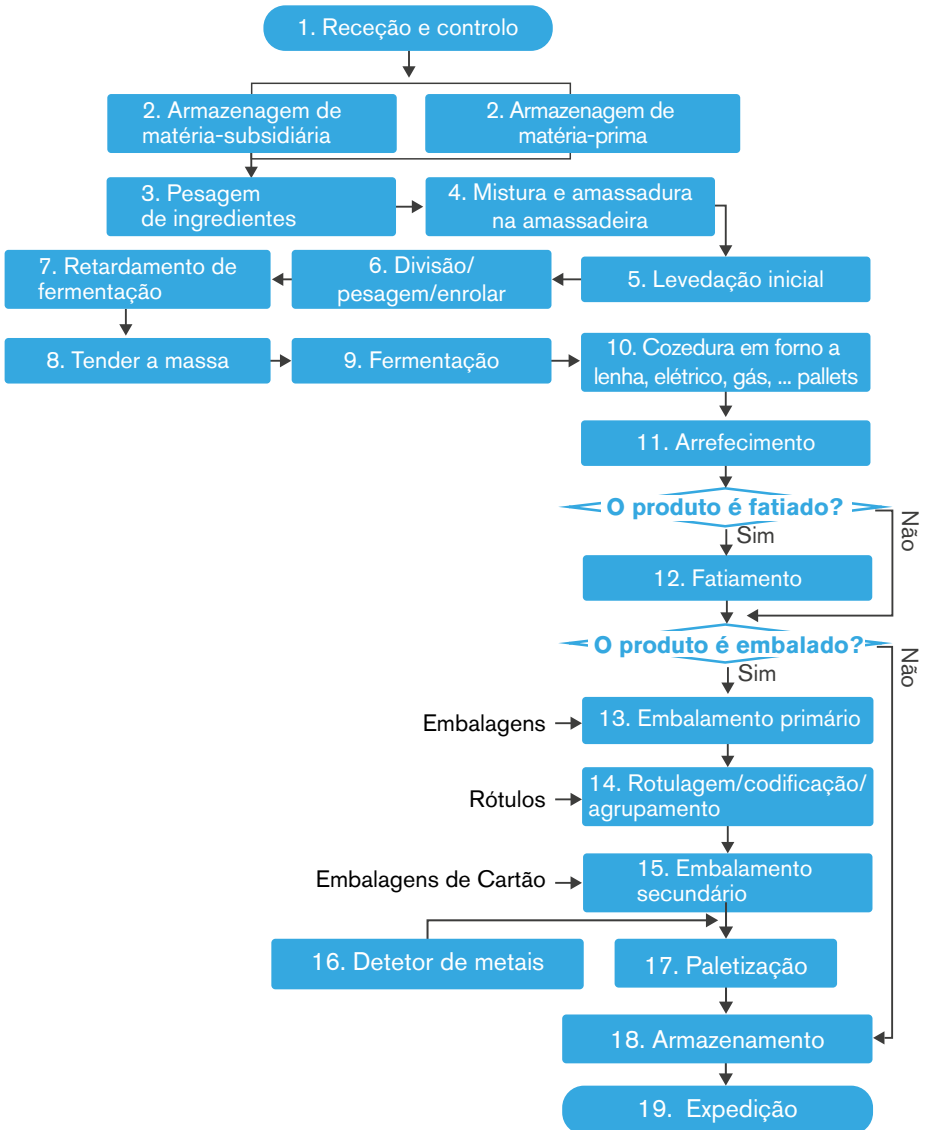 1. Receção e controlo
2. Armazenagem de
matéria-subsidiária
2. Armazenagem de
matéria-prima
3. Pesagem
de ingredientes
4. Mistura e amassadura
na amassadeira
7. Retardamento de
fermentação
6. Divisão/
pesagem/enrolar
5. Levedação inicial
8. Tender a massa
9. Fermentação
10. Cozedura em forno a
lenha, elétrico, gás, ... pallets
11. Arrefecimento
O produto é fatiado?
Não
Sim
12. Fatiamento
O produto é embalado?
Não
Sim
Embalagens
13. Embalamento primário
Rótulos
14. Rotulagem/codificação/
agrupamento
Embalagens de Cartão
15. Embalamento
secundário
16. Detetor de metais
17. Paletização
18. Armazenamento
19. Expedição